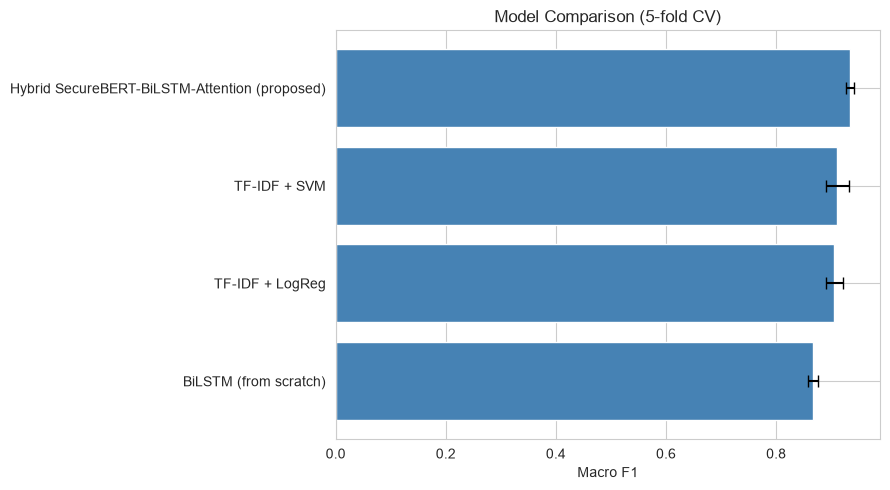 Model Comparison (5-fold CV)
Hybrid SecureBERT-BiLSTM-Attention (proposed)
TF-IDF + SVM
TF-IDF + LogReg
BiLSTM (from scratch)
0.0 0.2 0.4 0.6 0.8
Macro F1